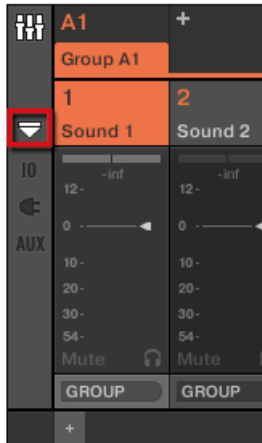 A1 +
Group A1
1 2
Sound 1 Sound 2
IO
AUX
-inf -inf
12- 12-
0 - 0 -
10- 10-
20- 20-
30- 30-
54- 54-
Mute Mute
GROUP GROUP
+